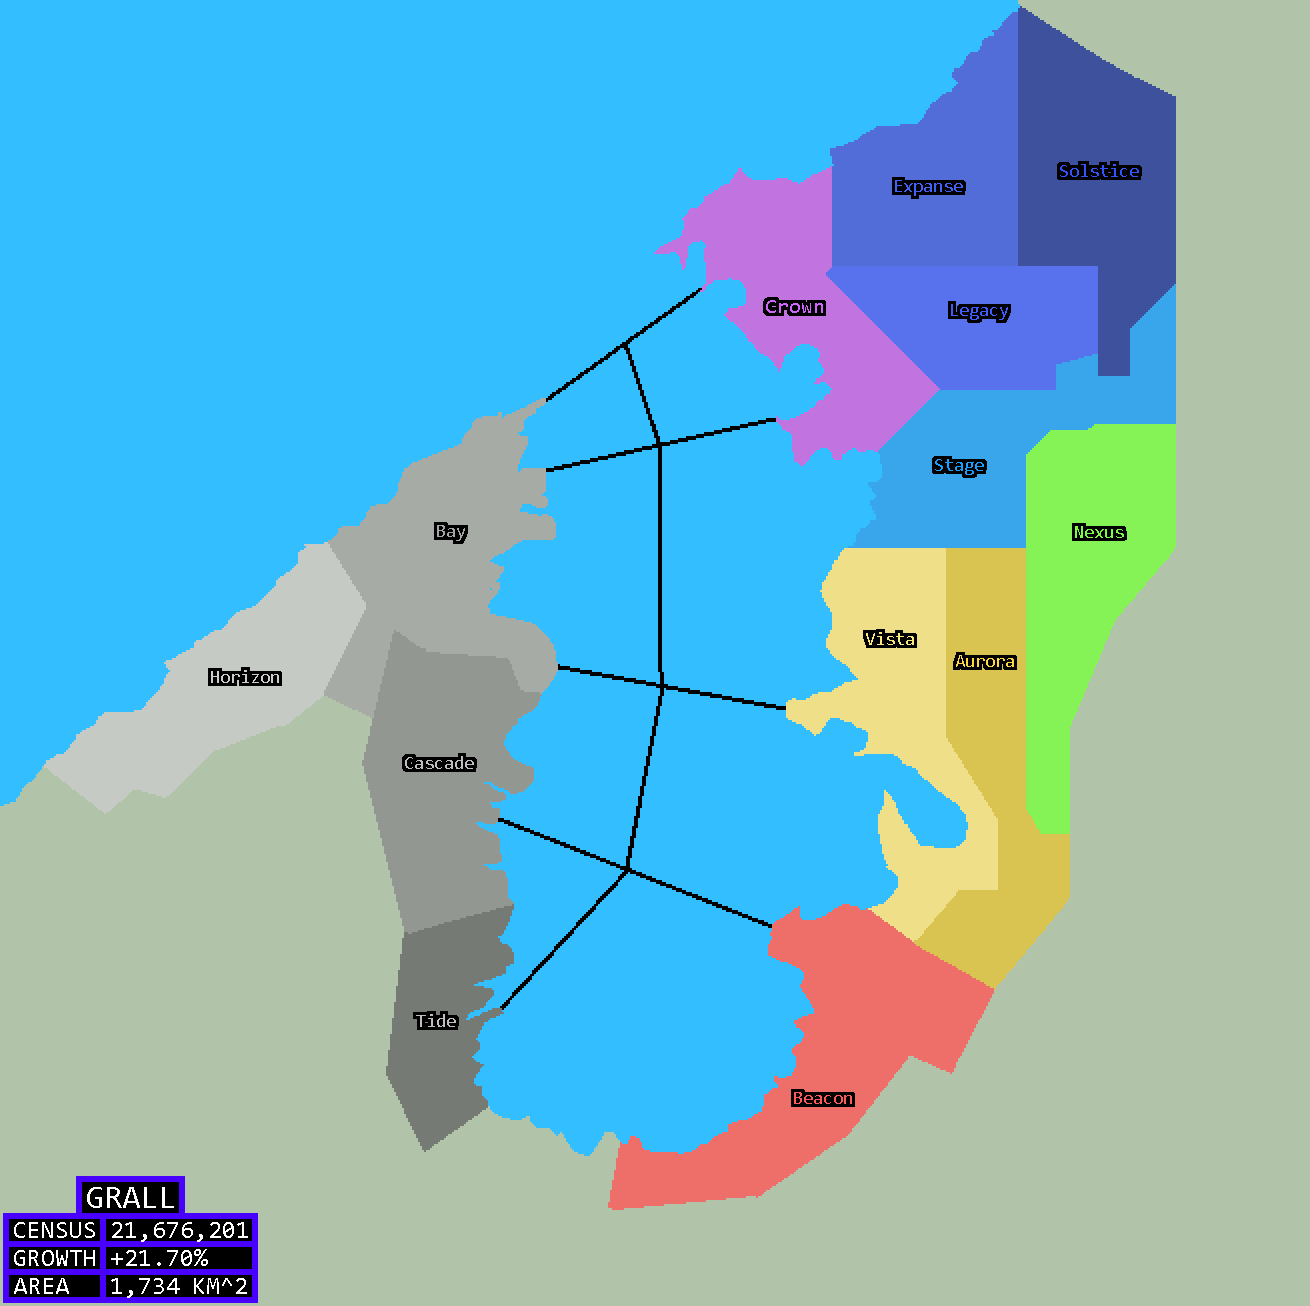 Solstice
Expanse
Crown
Legacy
Stage
Bay
Nexus
Vista
Aurora
Horizon
Cascade
Tide
Beacon
GRALL
CENSUS 21,676,201
GROWTH +21.70%
AREA 1,734 KM^2